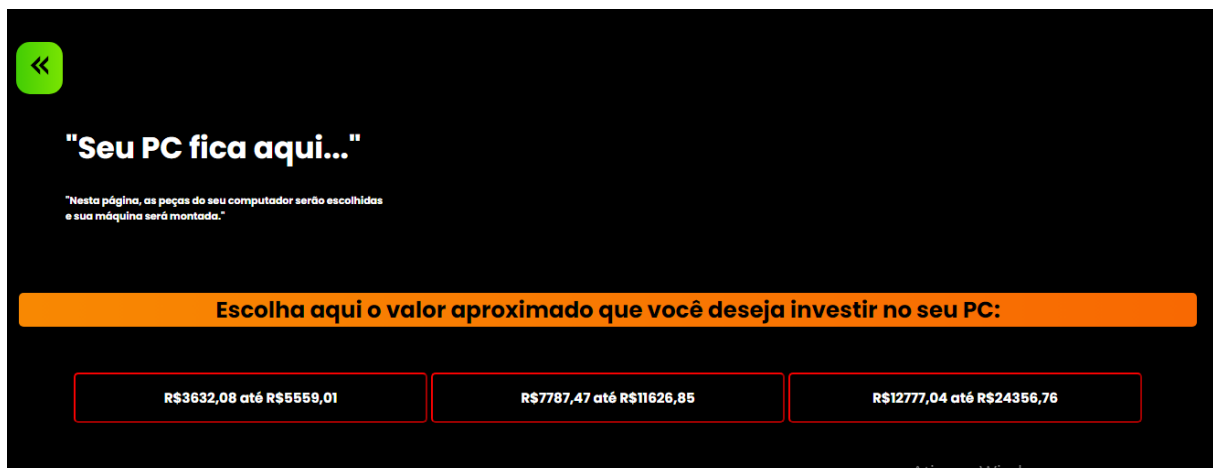 "Seu PC fica aqui..."
"Nesta página, as peças do seu computador serão escolhidas
e sua máquina será montada."
Escolha aqui o valor aproximado que você deseja investir no seu PC:
R$3632,08 até R$5559,01
R$7787,47 até R$11626,85
R$12777,04 até R$24356,76